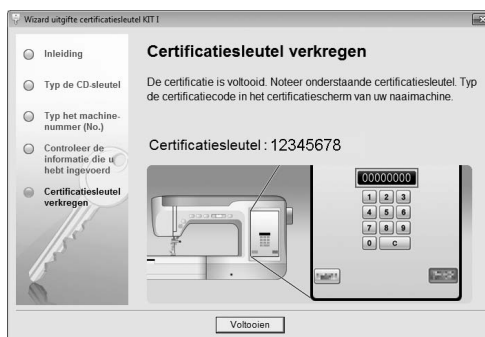 Wizard uitgifte certificatiesleutel KIT I
Inleiding
Typ de CD-sleutel
Typ het machine-
nummer (No.)
Controleer de
informatie die u
hebt ingevoerd
Certificatiesleutel
verkregen
Certificatiesleutel verkregen
De certificatie is voltooid. Noteer onderstaande certificatiesleutel. Typ
de certificatiecode in het certificatiescherm van uw naaimachine.
Certificatiesleutel : 12345678
00000000
1 2 3
4 5 6
7 8 9
0 C
Voltooien